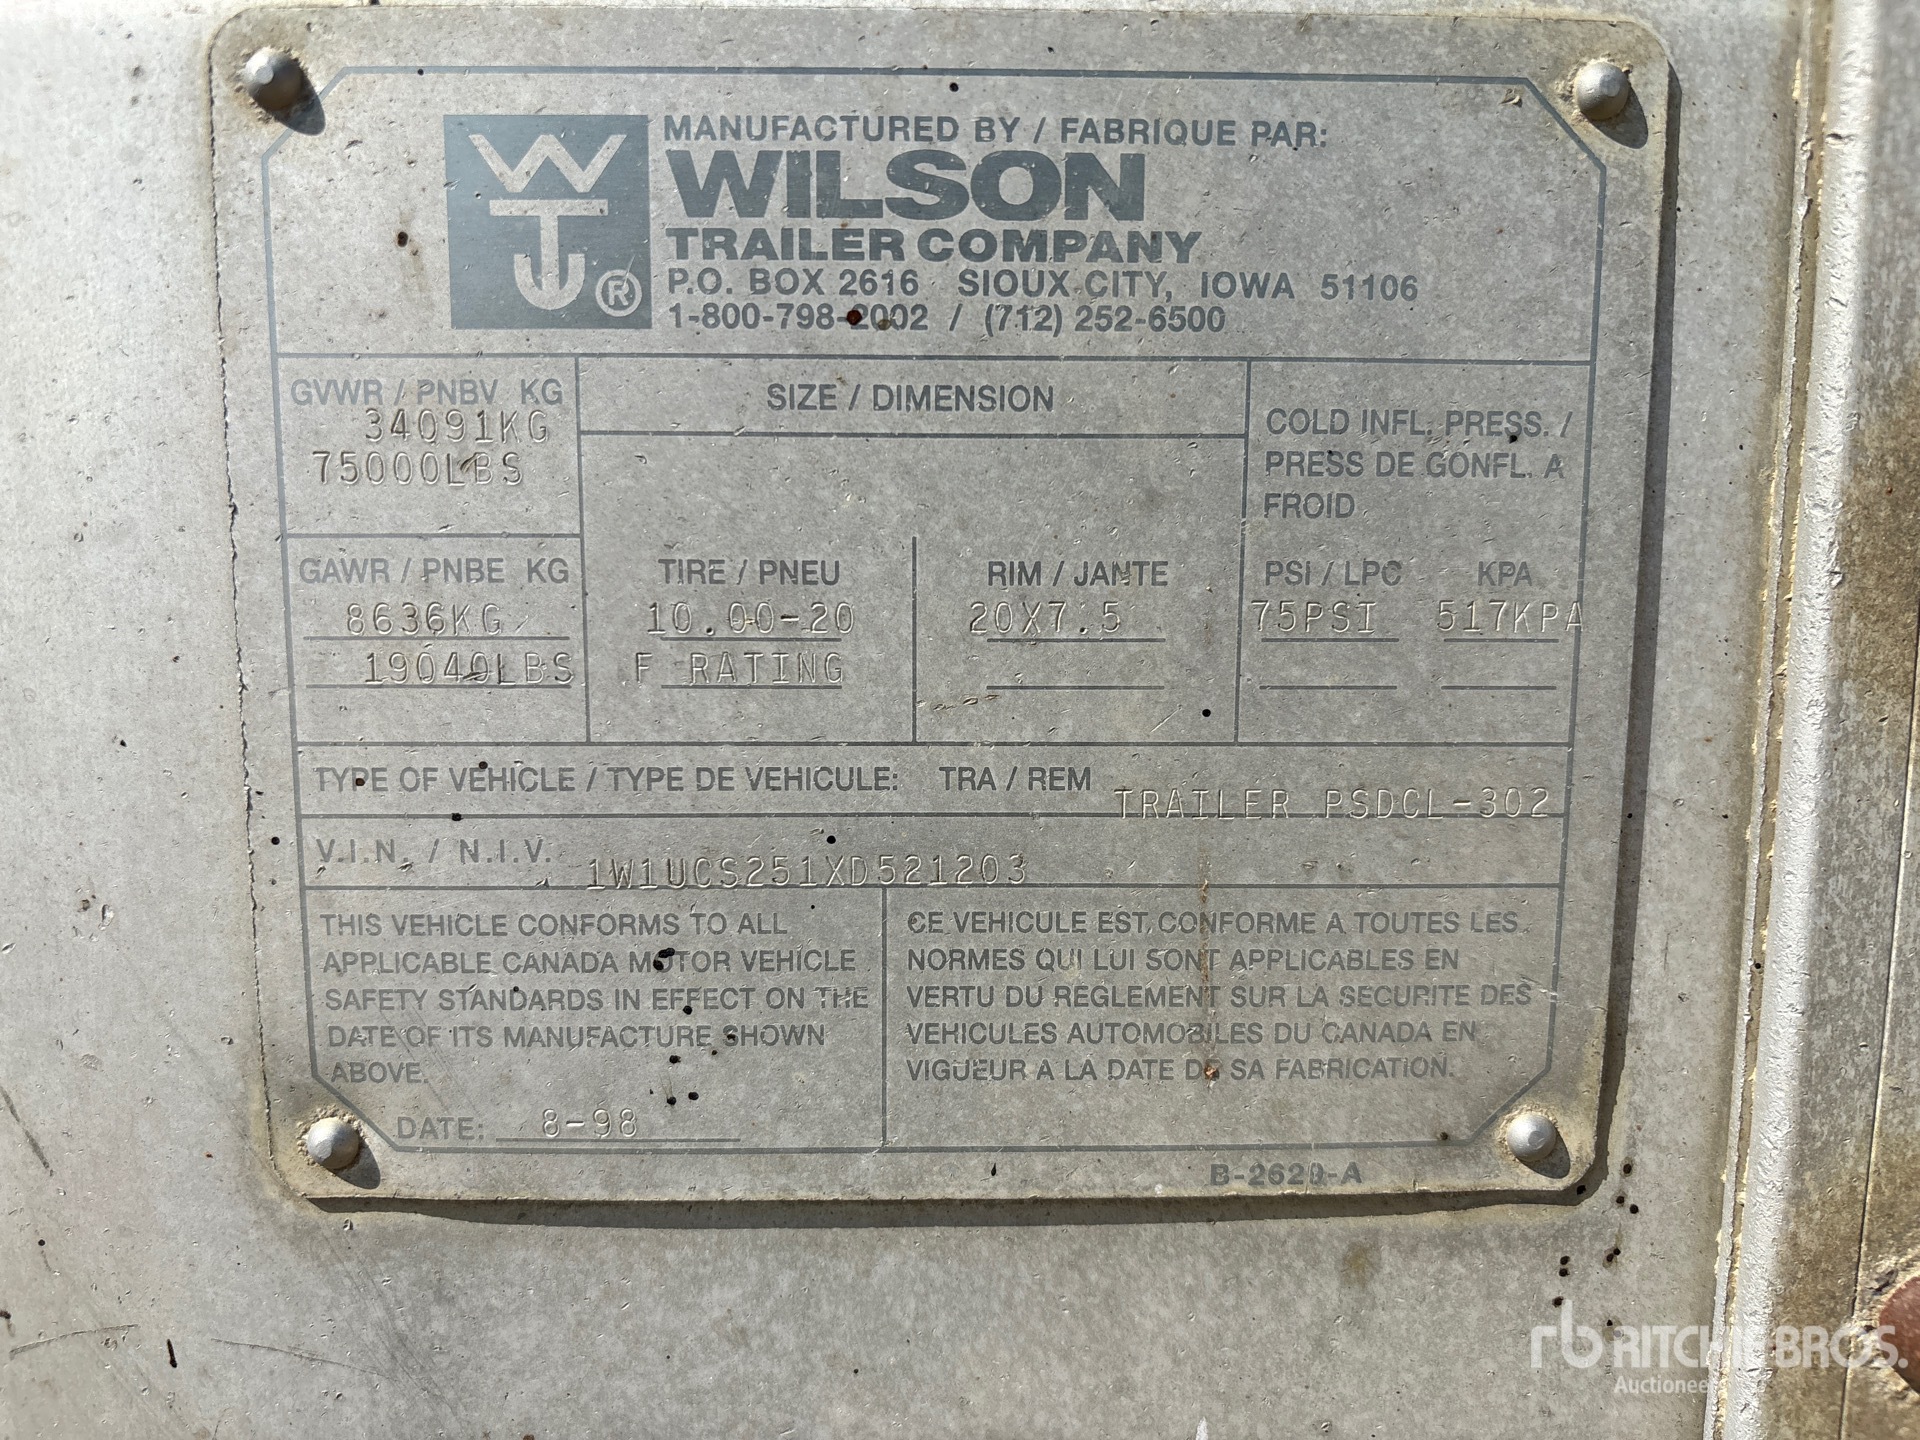 WTJ®
MANUFACTURED BY / FABRIQUE PAR:
WILSON
TRAILER COMPANY
P.O. BOX 2616 SIOUX CITY, IOWA 51106
1-800-798-2002 / (712) 252-6500
GVWR / PNBV KG
34091KG
75000LBS
SIZE / DIMENSION
COLD INFL. PRESS. /
PRESS DE GONFL. A
FROID
GAWR / PNBE KG
8636KG
19040LBS
TIRE / PNEU
10.00-20
F RATING
RIM / JANTE
20X7.5
PSI / LPC KPA
75PSI 517KPA
TYPE OF VEHICLE / TYPE DE VEHICULE: TRA / REM TRAILER PSDCL-302
V.I.N. / N.I.V. 1W1UCS251XD521203
THIS VEHICLE CONFORMS TO ALL
APPLICABLE CANADA MOTOR VEHICLE
SAFETY STANDARDS IN EFFECT ON THE
DATE OF ITS MANUFACTURE SHOWN
ABOVE.
DATE: 8-98
CE VEHICULE EST CONFORME A TOUTES LES
NORMES QUI LUI SONT APPLICABLES EN
VERTU DU REGLEMENT SUR LA SECURITE DES
VEHICULES AUTOMOBILES DU CANADA EN
VIGUEUR A LA DATE DE SA FABRICATION.
B-2620-A
rb RITCHIE BROS.
Auctioneers